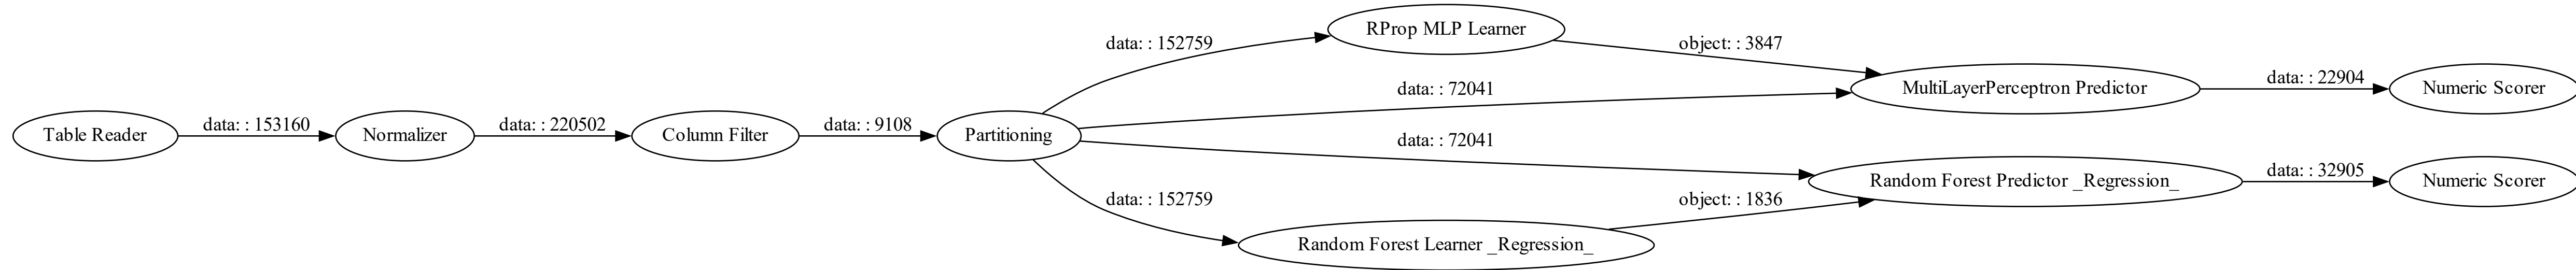 RProp MLP Learner
data: : 152759
object: : 3847
data: : 22904
data: : 72041
MultiLayerPerceptron Predictor
Numeric Scorer
data: : 153160
data: : 220502
data: : 9108
Table Reader
Normalizer
Column Filter
Partitioning
data: : 72041
data: : 32905
Random Forest Predictor _Regression_
Numeric Scorer
data: : 152759
object: : 1836
Random Forest Learner _Regression_